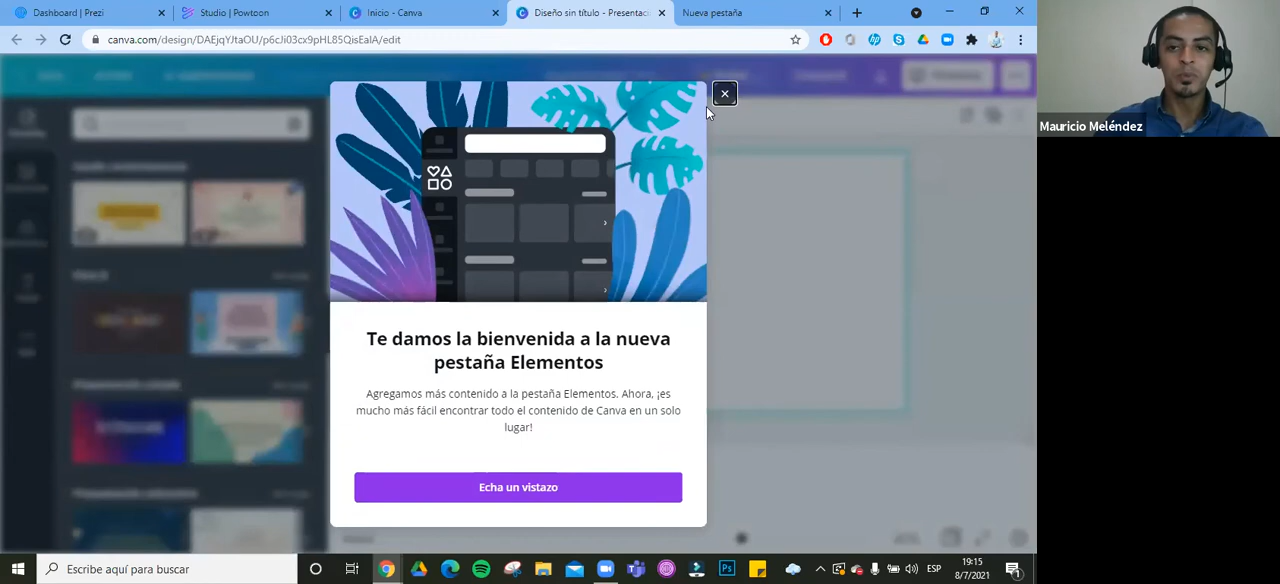 Dashboard | Prezi
Studio | Powtoon
Inicio - Canva
Diseño sin título - Presentaci
Nueva pestaña
canva.com/design/DAEjqYJtaOU/p6cJi03cx9pHL85QisEaIA/edit
Mauricio Meléndez
Te damos la bienvenida a la nueva
pestaña Elementos
Agregamos más contenido a la pestaña Elementos. Ahora, ¡es
mucho más fácil encontrar todo el contenido de Canva en un solo
lugar!
Echa un vistazo
Escribe aquí para buscar
ESP
19:15
8/7/2021